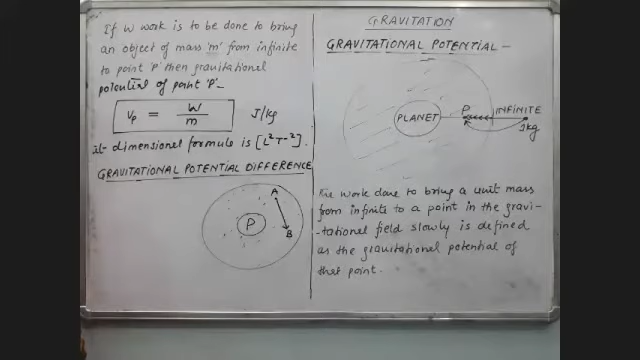 GRAVITATION
GRAVITATIONAL POTENTIAL-
PLANET
P
INFINITE
1kg
The work done to bring a unit mass
from infinite to a point in the gravi-
-tational field slowly is defined
as the gravitational potential of
that point.
If W work is to be done to bring
an object of mass 'm' from infinite
to point 'P' then gravitational
potential of point 'P'-
Vp = W/m J/kg
it dimensional formula is [L²T⁻²].
GRAVITATIONAL POTENTIAL DIFFERENCE
A
P
B